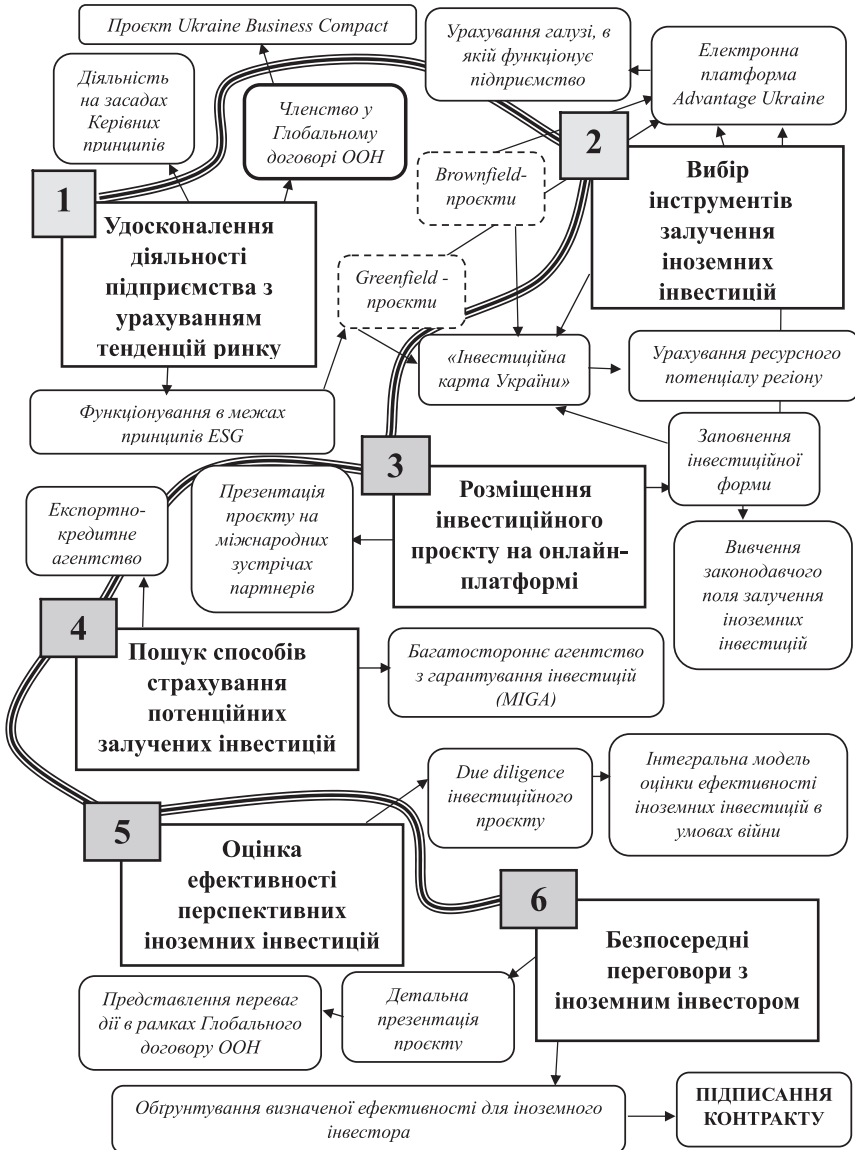 Проєкт Ukraine Business Compact
Урахування галузі, в
якій функціонує
підприємство
Електронна
платформа
Advantage Ukraine
Діяльність
на засадах
Керівних
принципів
Членство у
Глобальному
договорі ООН
1
Удосконалення
діяльності
підприємства з
урахуванням
тенденцій ринку
2
Вибір
інструментів
залучення
іноземних
інвестицій
Brownfield-
проєкти
Greenfield -
проєкти
«Інвестиційна
карта України»
Урахування ресурсного
потенціалу регіону
Функціонування в межах
принципів ESG
3
Розміщення
інвестиційного
проєкту на онлайн-
платформі
Заповнення
інвестиційної
форми
Презентація
проєкту на
міжнародних
зустрічах
партнерів
Експортно-
кредитне
агентство
Вивчення
законодавчого
поля залучення
іноземних
інвестицій
4
Пошук способів
страхування
потенційних
залучених інвестицій
Багатостороннє агентство
з гарантування інвестицій
(MIGA)
Due diligence
інвестиційного
проєкту
Інтегральна модель
оцінки ефективності
іноземних інвестицій в
умовах війни
5
Оцінка
ефективності
перспективних
іноземних інвестицій
6
Безпосередні
переговори з
іноземним інвестором
Детальна
презентація
проєкту
Представлення переваг
дії в рамках Глобального
договору ООН
Обґрунтування визначеної ефективності для іноземного
інвестора
ПІДПИСАННЯ
КОНТРАКТУ